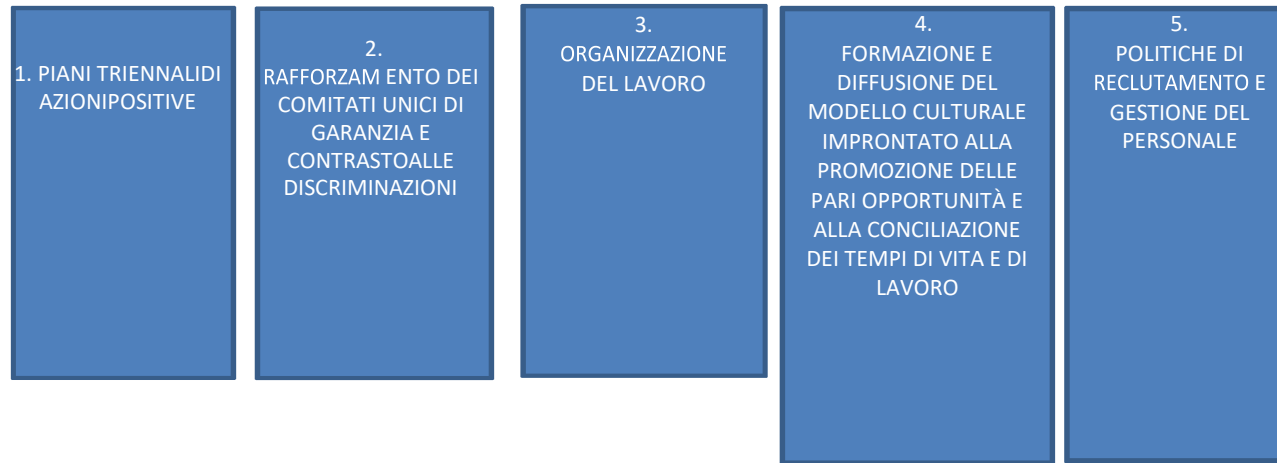 1. PIANI TRIENNALIDI
AZIONIPOSITIVE
2.
RAFFORZAM ENTO DEI
COMITATI UNICI DI
GARANZIA E
CONTRASTOALLE
DISCRIMINAZIONI
3.
ORGANIZZAZIONE
DEL LAVORO
4.
FORMAZIONE E
DIFFUSIONE DEL
MODELLO CULTURALE
IMPRONTATO ALLA
PROMOZIONE DELLE
PARI OPPORTUNITÀ E
ALLA CONCILIAZIONE
DEI TEMPI DI VITA E DI
LAVORO
5.
POLITICHE DI
RECLUTAMENTO E
GESTIONE DEL
PERSONALE